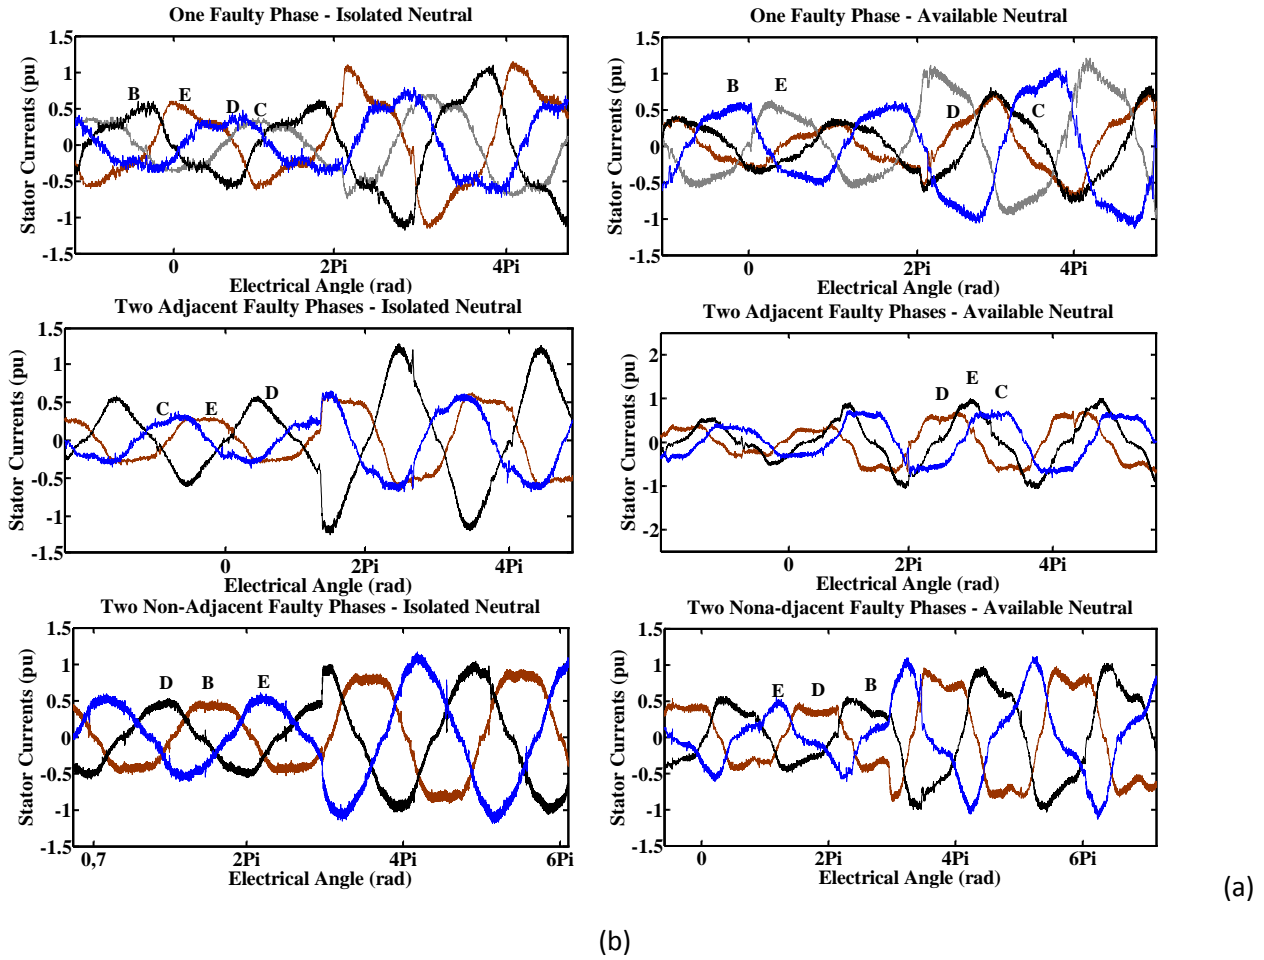 One Faulty Phase - Isolated Neutral
1.5
1
0.5
0
-0.5
-1
-1.5
Stator Currents (pu)
B
E
D
C
0
2Pi
4Pi
Electrical Angle (rad)
One Faulty Phase - Available Neutral
1.5
1
0.5
0
-0.5
-1
-1.5
Stator Currents (pu)
B
E
D
C
0
2Pi
4Pi
Electrical Angle (rad)
Two Adjacent Faulty Phases - Isolated Neutral
1.5
1
0.5
0
-0.5
-1
-1.5
Stator Currents (pu)
C
E
D
0
2Pi
4Pi
Electrical Angle (rad)
Two Adjacent Faulty Phases - Available Neutral
2
1
0
-1
-2
Stator Currents (pu)
D
E
C
0
2Pi
4Pi
Electrical Angle (rad)
Two Non-Adjacent Faulty Phases - Isolated Neutral
1.5
1
0.5
0
-0.5
-1
-1.5
Stator Currents (pu)
D
B
E
0,7
2Pi
4Pi
6Pi
Electrical Angle (rad)
Two Nona-djacent Faulty Phases - Available Neutral
1.5
1
0.5
0
-0.5
-1
-1.5
Stator Currents (pu)
E
D
B
0
2Pi
4Pi
6Pi
Electrical Angle (rad)
(a)
(b)